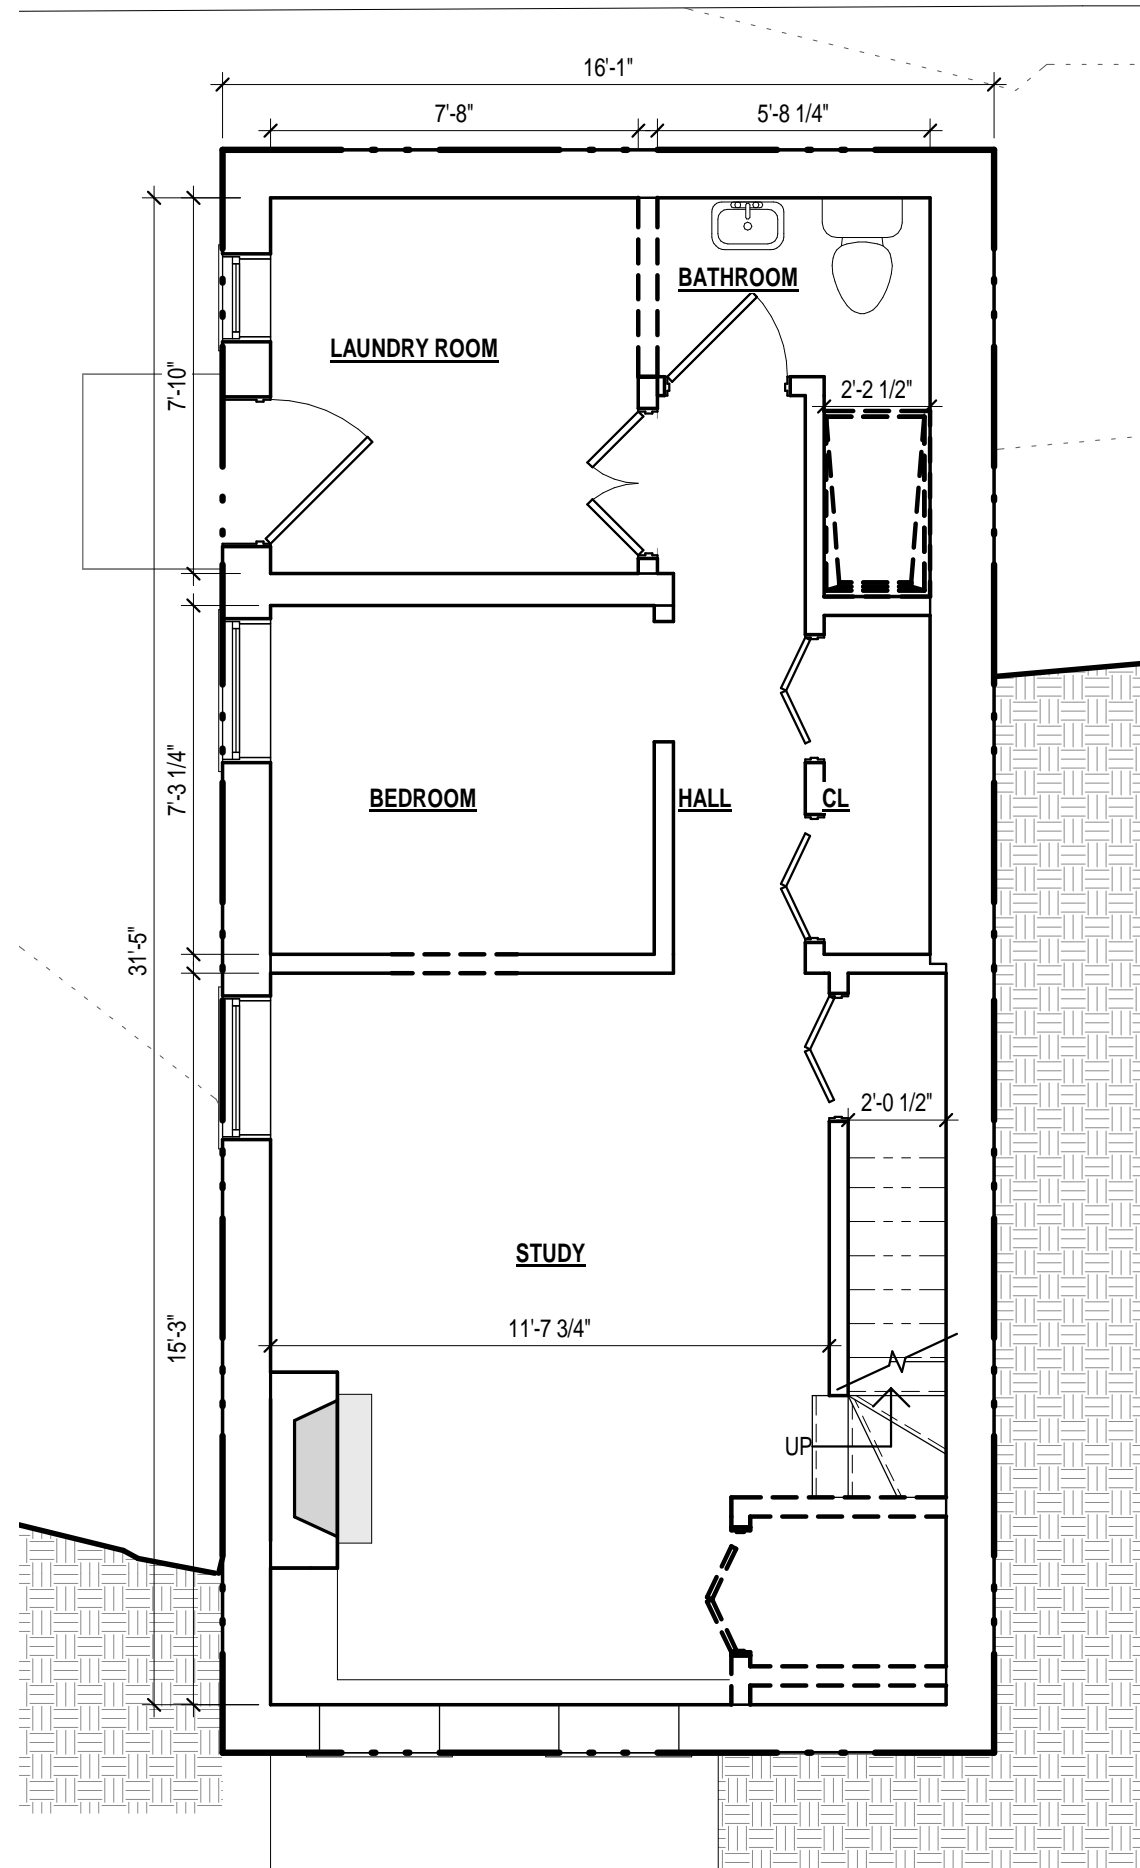 16'-1"
7'-8"
5'-8 1/4"
BATHROOM
LAUNDRY ROOM
7'-10"
2'-2 1/2"
7'-3 1/4"
BEDROOM
HALL
CL
31'-5"
2'-0 1/2"
STUDY
11'-7 3/4"
15'-3"
UP